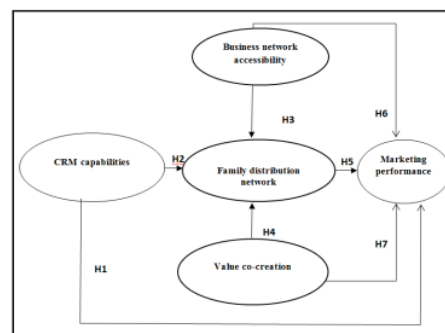 Business network
accessibility
H6
H3
CRM capabilities
H2
Family distribution
network
H5
Marketing
performance
H4
H7
H1
Value co-creation